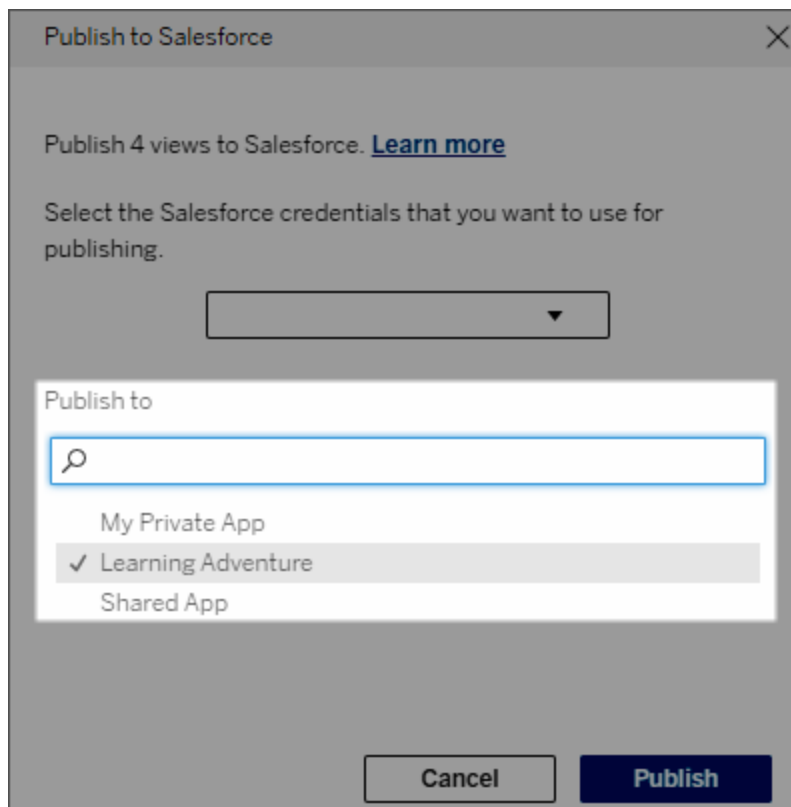 Publish to Salesforce
Publish 4 views to Salesforce. Learn more
Select the Salesforce credentials that you want to use for
publishing.
Publish to
My Private App
Learning Adventure
Shared App
Cancel
Publish